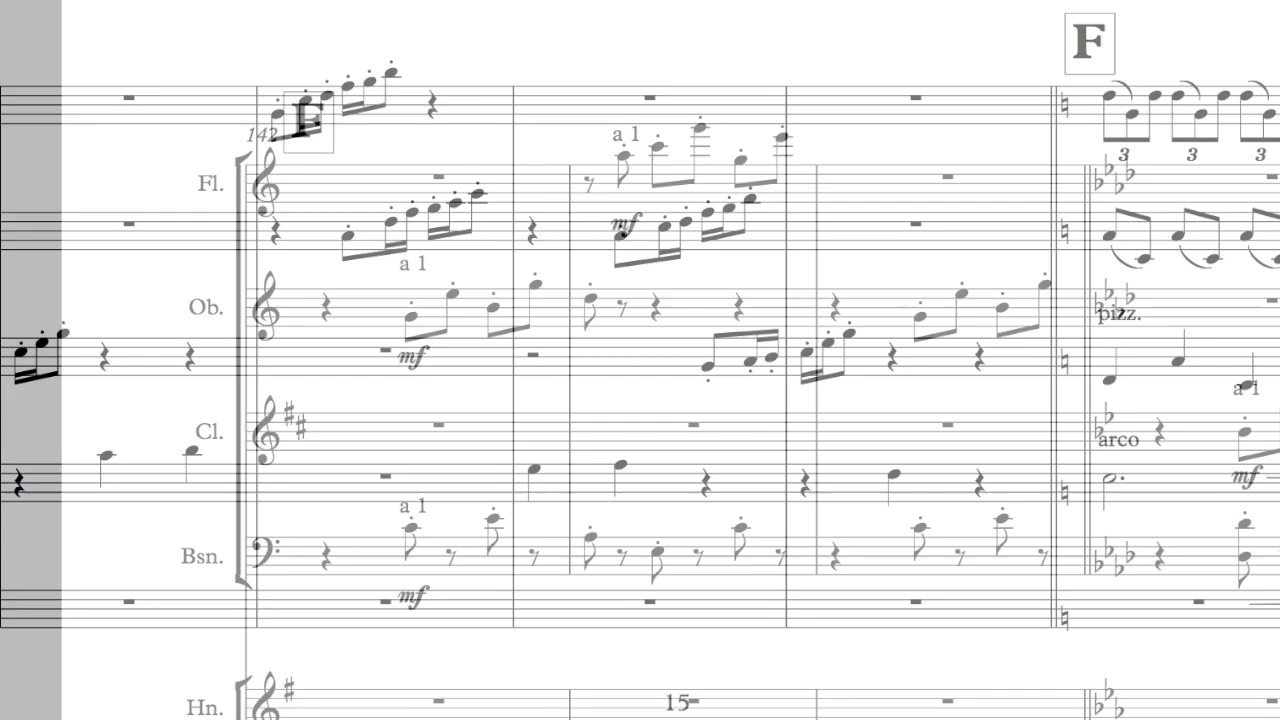 F
F
142
a 1
3 3 3
Fl.
mf
a 1
Ob.
pizz.
mf
a 1
Cl.
arco
mf
a 1
Bsn.
mf
Hn.
15